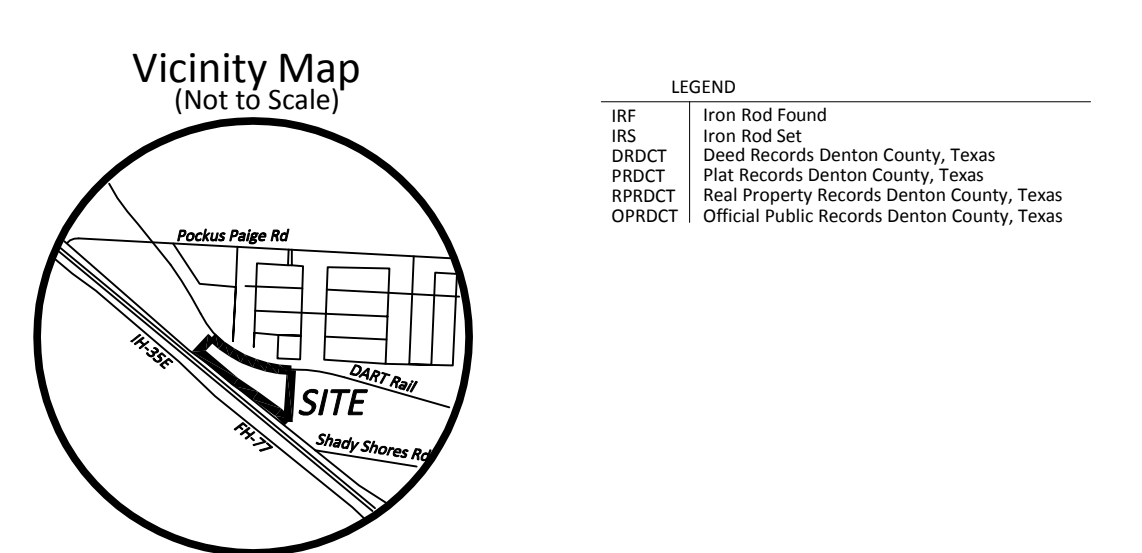 Vicinity Map
(Not to Scale)
Pockus Paige Rd
IH-35E
DART Rail
SITE
FH-77
Shady Shores Rd
LEGEND
IRF Iron Rod Found
IRS Iron Rod Set
DRDCT Deed Records Denton County, Texas
PRDCT Plat Records Denton County, Texas
RPRDCT Real Property Records Denton County, Texas
OPRDCT Official Public Records Denton County, Texas